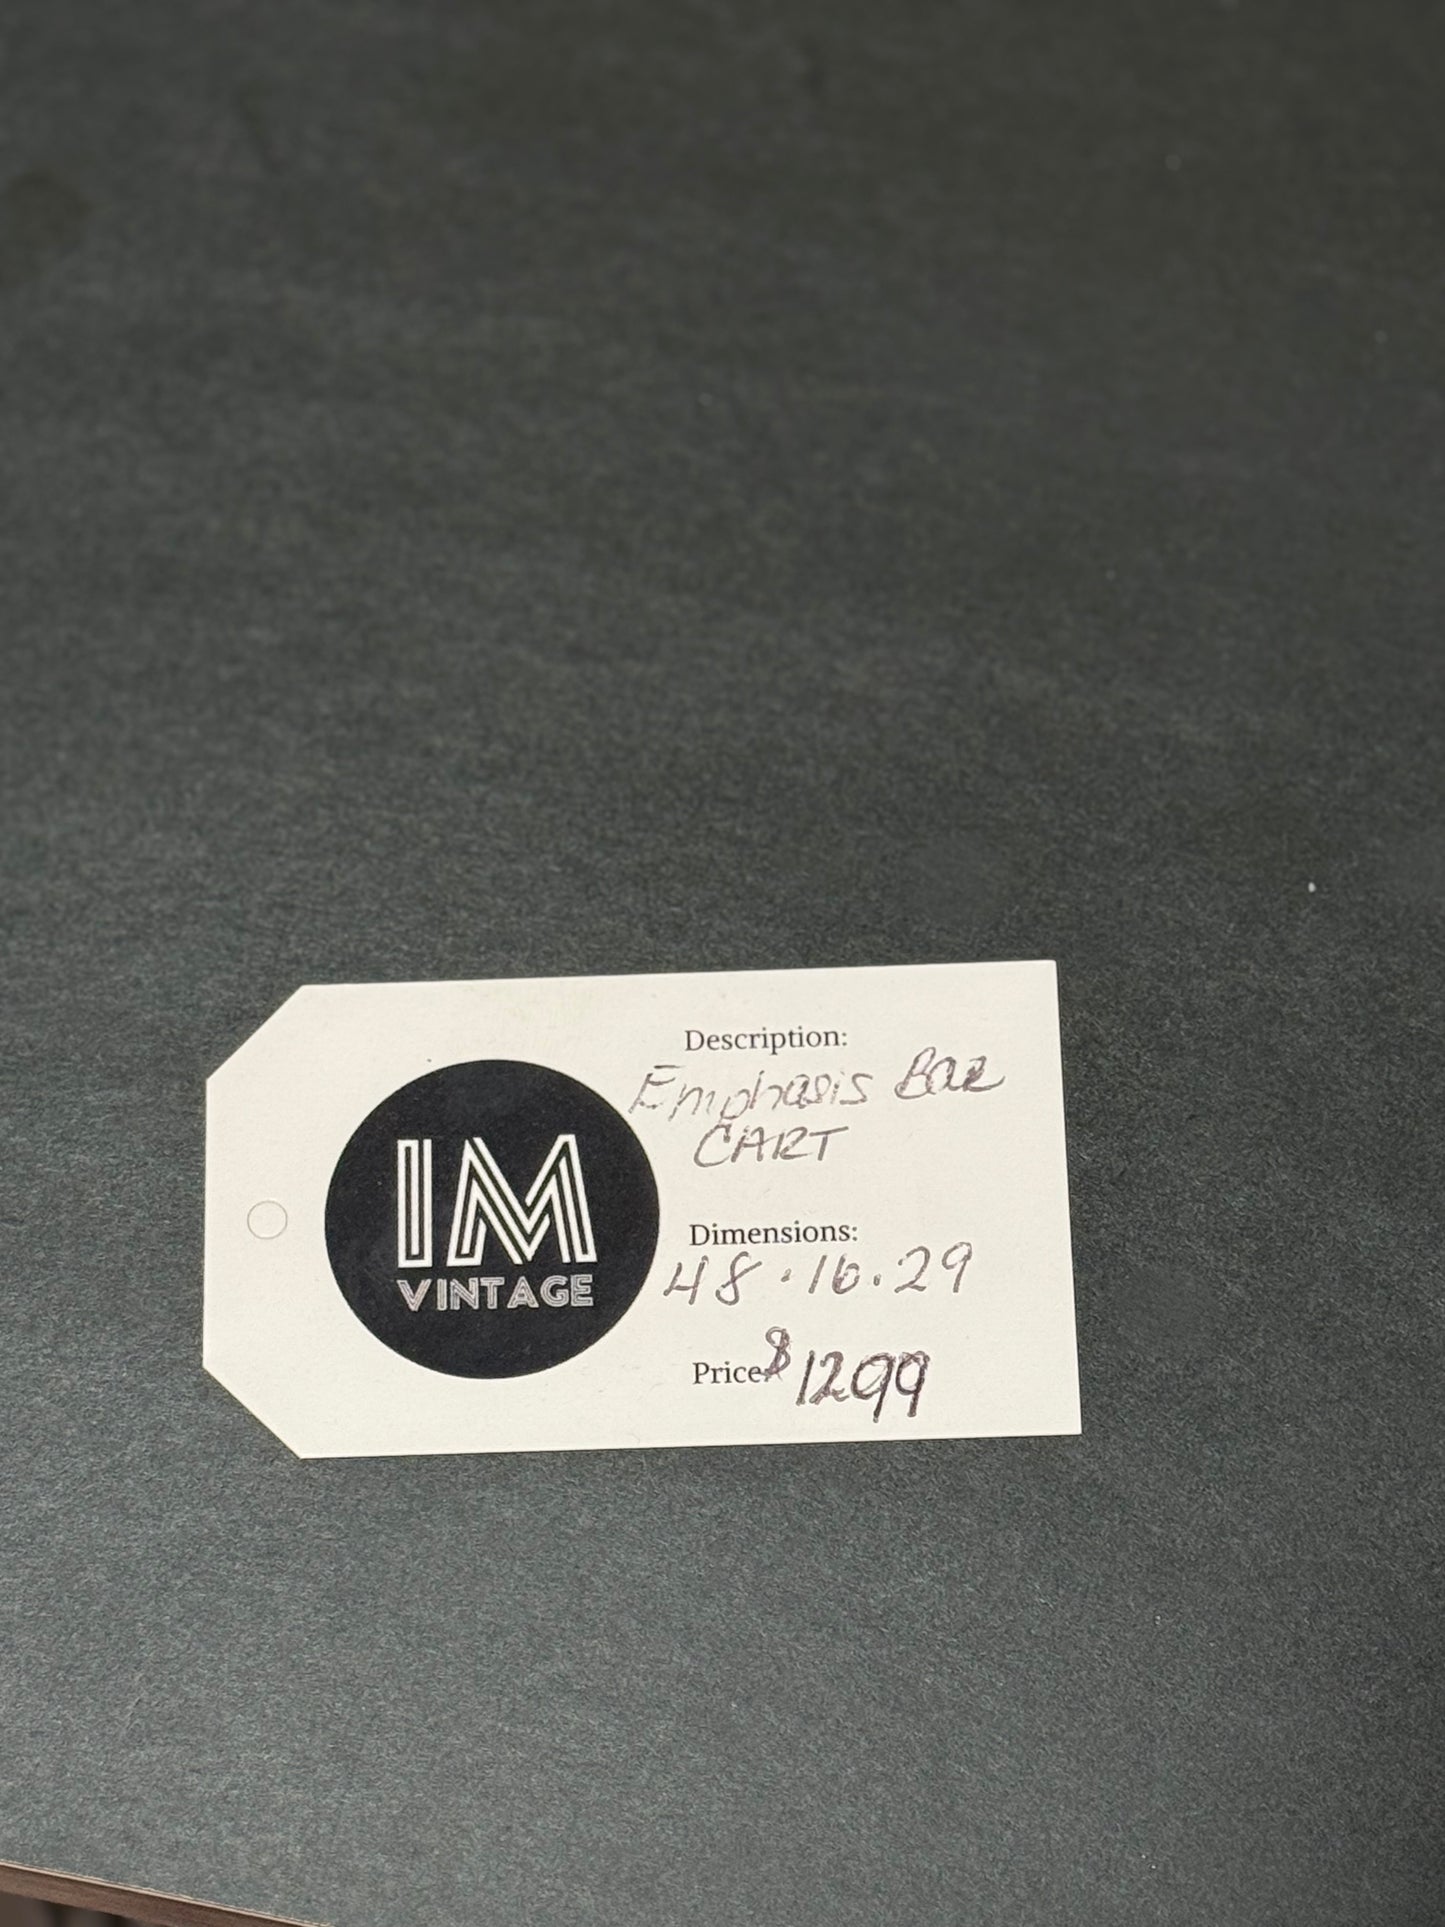 IM
VINTAGE
Description:
Emphasis Bar
CART
Dimensions:
48.16.29
Price: $1299